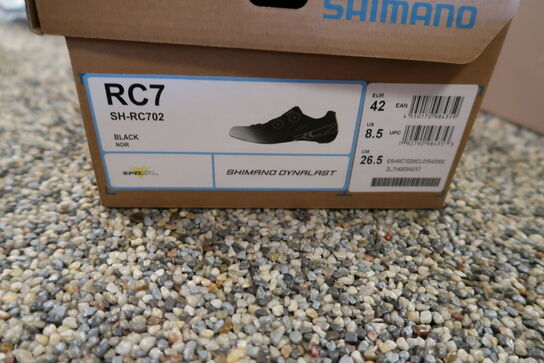 SHIMANO
RC7
SH-RC702
BLACK
NOIR
SHIMANO DYNALAST
EUR
42
EAN
US
8.5
UPC
CM
26.5